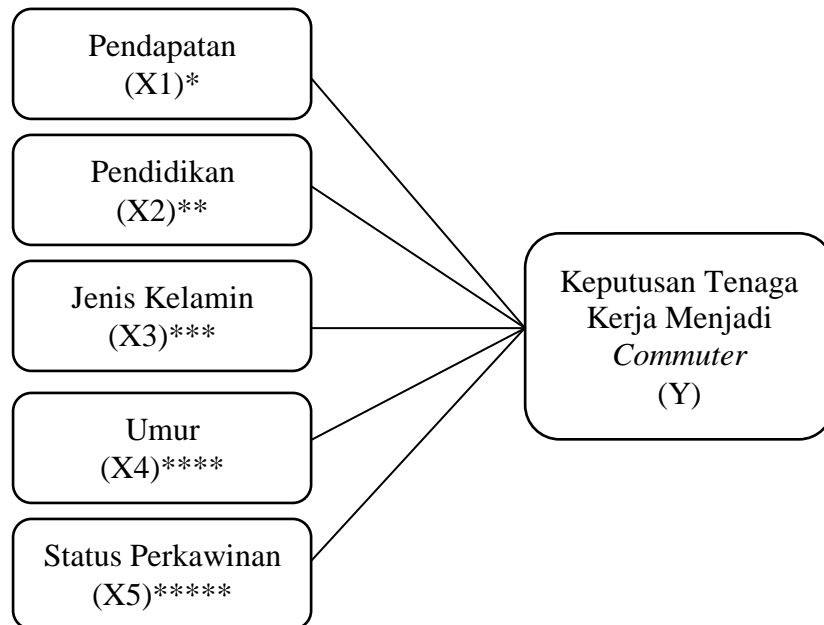 Pendapatan
(X1)*
Pendidikan
(X2)**
Jenis Kelamin
(X3)***
Umur
(X4)****
Status Perkawinan
(X5)*****
Keputusan Tenaga
Kerja Menjadi
Commuter
(Y)